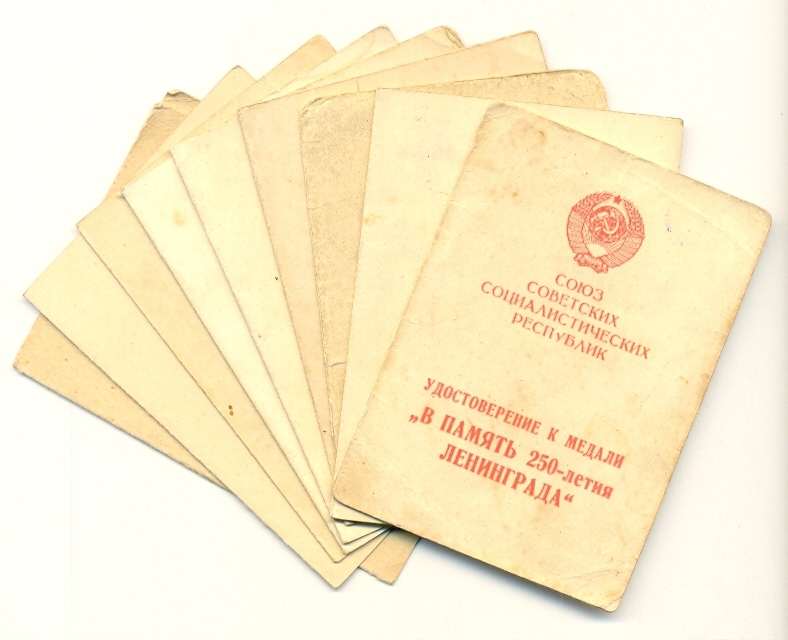 СОЮЗ
СОВЕТСКИХ
СОЦИАЛИСТИЧЕСКИХ
РЕСПУБЛИК
УДОСТОВЕРЕНИЕ К МЕДАЛИ
„В ПАМЯТЬ 250-летия
ЛЕНИНГРАДА“